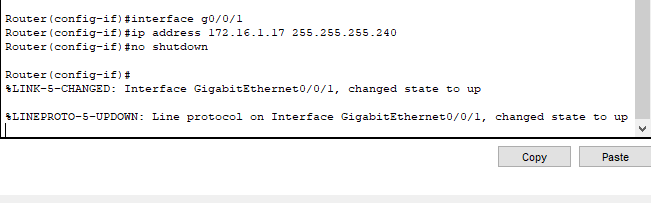 Router(config-if)#interface g0/0/1
Router(config-if)#ip address 172.16.1.17 255.255.255.240
Router(config-if)#no shutdown
Router(config-if)#
%LINK-5-CHANGED: Interface GigabitEthernet0/0/1, changed state to up
%LINEPROTO-5-UPDOWN: Line protocol on Interface GigabitEthernet0/0/1, changed state to up
Copy Paste